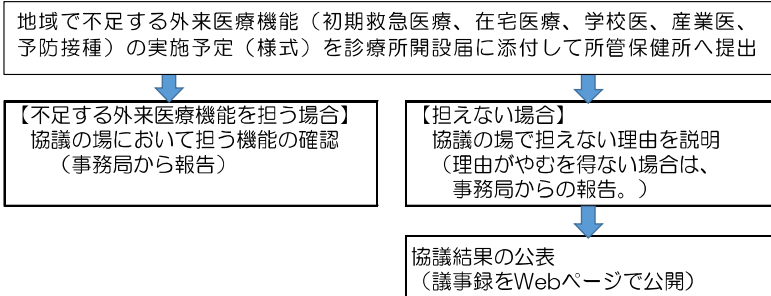 地域で不足する外来医療機能（初期救急医療、在宅医療、学校医、産業医、
予防接種）の実施予定（様式）を診療所開設届に添付して所管保健所へ提出
【不足する外来医療機能を担う場合】
協議の場において担う機能の確認
（事務局から報告）
【担えない場合】
協議の場で担えない理由を説明
（理由がやむを得ない場合は、
事務局からの報告。）
協議結果の公表
（議事録をWebページで公開）